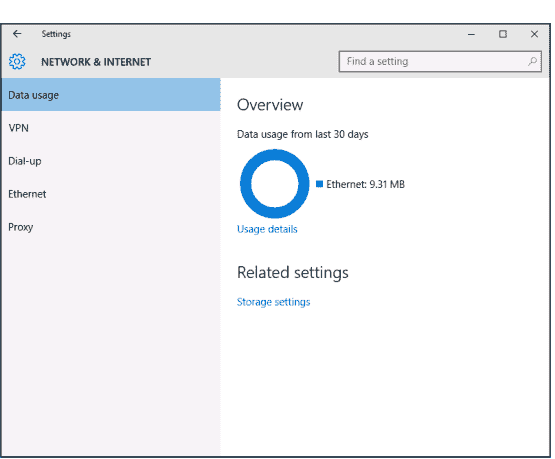 Settings
NETWORK & INTERNET
Find a setting
Data usage
VPN
Dial-up
Ethernet
Proxy
Overview
Data usage from last 30 days
Ethernet: 9.31 MB
Usage details
Related settings
Storage settings